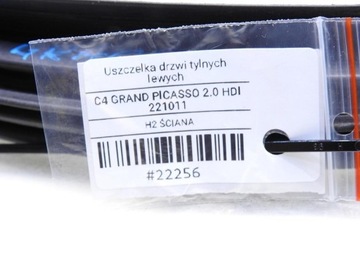 Uszczelka drzwi tylnych
lewych
C4 GRAND PICASSO 2.0 HDI
221011
H2 ŚCIANA
#22256